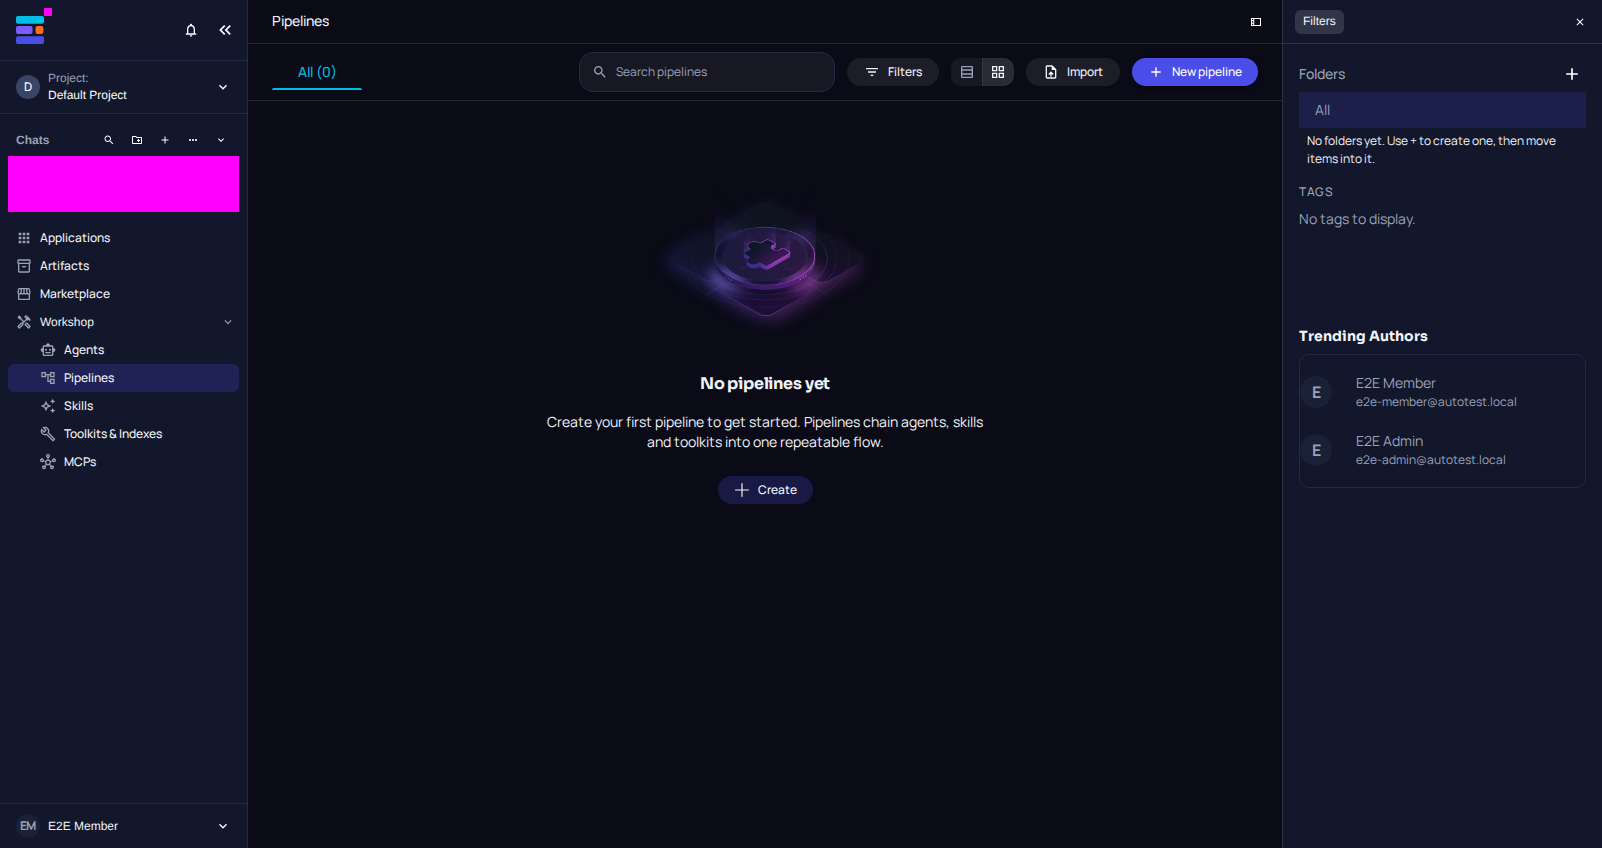 Project:
D
Default Project
Chats
Applications
Artifacts
Marketplace
Workshop
Agents
Pipelines
Skills
Toolkits & Indexes
MCPs
EM
E2E Member
Pipelines
All (0)
Search pipelines
Filters
Import
New pipeline
No pipelines yet
Create your first pipeline to get started. Pipelines chain agents, skills
and toolkits into one repeatable flow.
Create
Filters
Folders
All
No folders yet. Use + to create one, then move
items into it.
TAGS
No tags to display.
Trending Authors
E
E2E Member
e2e-member@autotest.local
E
E2E Admin
e2e-admin@autotest.local